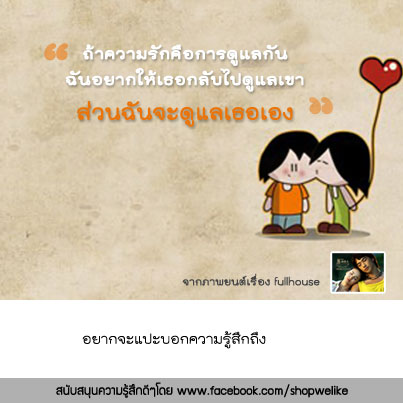 “ ถ้าความรักคือการดูแลกัน
ฉันอยากให้เธอกลับไปดูแลเขา
ส่วนฉันจะดูแลเธอเอง ”
จากภาพยนต์เรื่อง fullhouse
อยากจะแปะบอกความรู้สึกถึง
สนับสนุนความรู้สึกดีๆโดย www.facebook.com/shopwelike